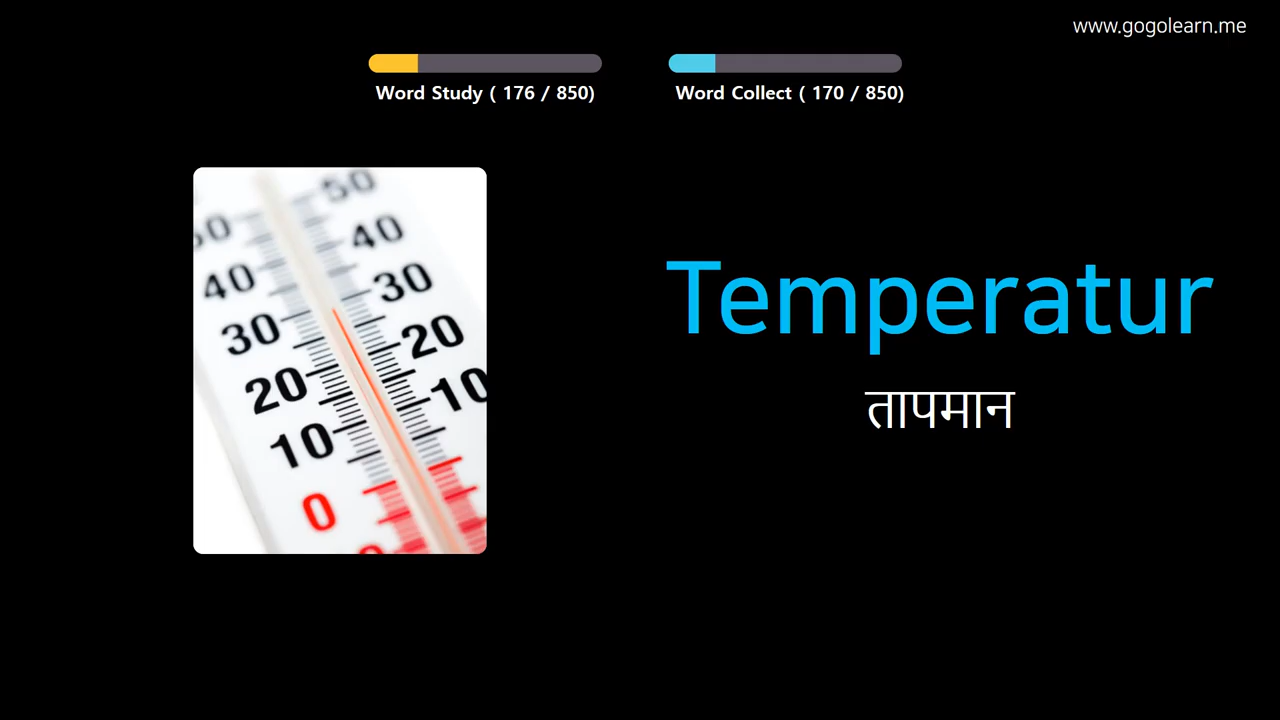 www.gogolearn.me
Word Study ( 176 / 850)
Word Collect ( 170 / 850)
Temperatur
तापमान
50
40
30
20
10
40
30
20
10
0